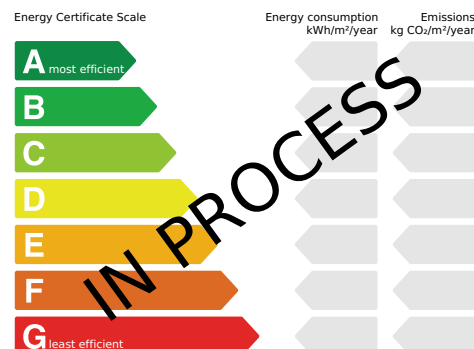 Energy Certificate Scale
Energy consumption
kWh/m²/year
Emissions
kg CO₂/m²/year
A most efficient
B
C
D
E
F
G least efficient
IN PROCESS